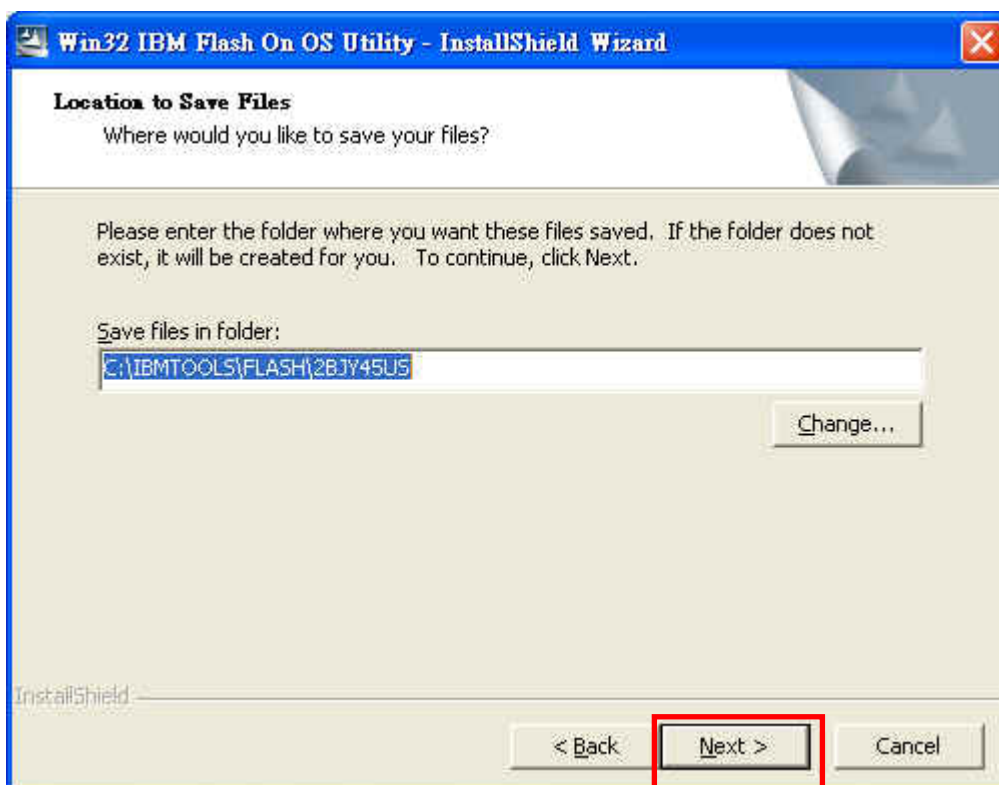 Win32 IBM Flash On OS Utility - InstallShield Wizard
Location to Save Files
Where would you like to save your files?
Please enter the folder where you want these files saved. If the folder does not
exist, it will be created for you. To continue, click Next.
Save files in folder:
C:\IBMTOOLS\FLASH\2BJY45US
Change...
InstallShield
< Back
Next >
Cancel